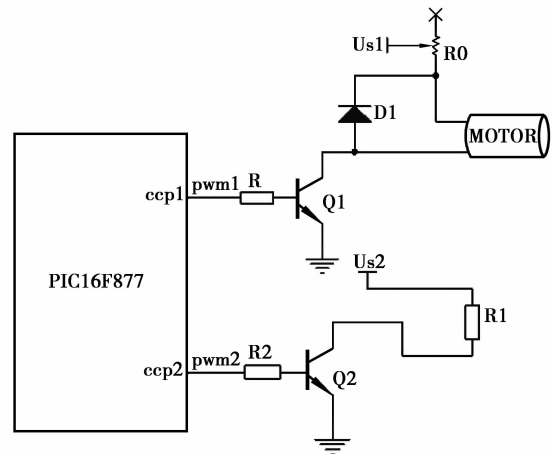 Us1
R0
D1
MOTOR
ccp1
pwm1
R
Q1
PIC16F877
Us2
R1
ccp2
pwm2
R2
Q2